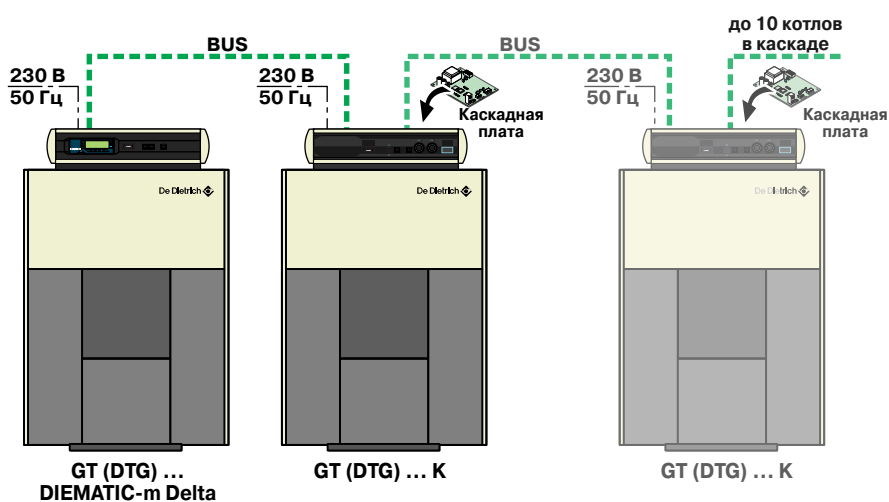 до 10 котлов
в каскаде
BUS
BUS
230 В
50 Гц
230 В
50 Гц
230 В
50 Гц
Каскадная
плата
Каскадная
плата
De Dietrich
De Dietrich
De Dietrich
GT (DTG) ...
DIEMATIC-m Delta
GT (DTG) ... K
GT (DTG) ... K